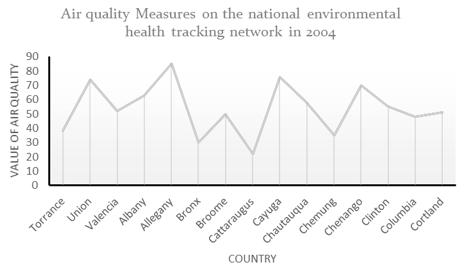 Air quality Measures on the national environmental
health tracking network in 2004
VALUE OF AIR QUALITY
90
80
70
60
50
40
30
20
10
0
Torrance
Union
Valencia
Albany
Allegany
Bronx
Broome
Cattaraugus
Cayuga
Chautauqua
Chemung
Chenango
Clinton
Columbia
Cortland
COUNTRY